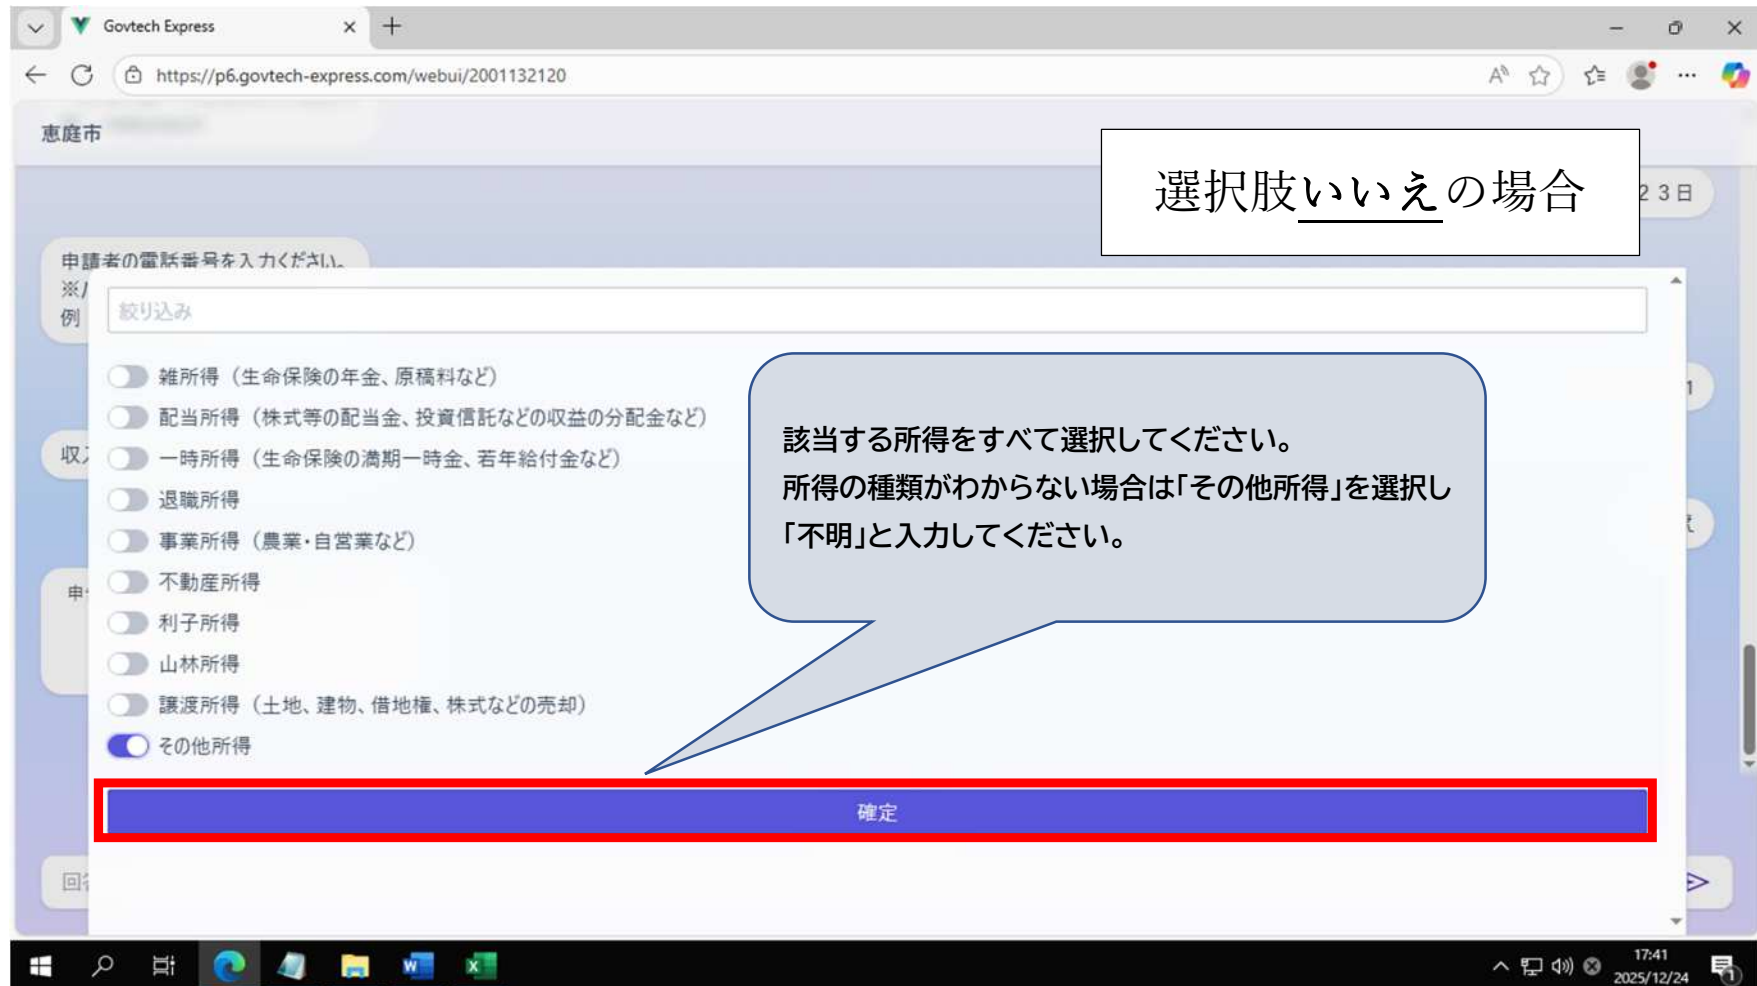 Govtech Express
https://p6.govtech-express.com/webui/2001132120
恵庭市
選択肢いいえの場合
23日
申請者の電話番号を入力ください。
※
例
絞り込み
雑所得（生命保険の年金、原稿料など）
配当所得（株式等の配当金、投資信託などの収益の分配金など）
1
該当する所得をすべて選択してください。
収
一時所得（生命保険の満期一時金、若年給付金など）
所得の種類がわからない場合は「その他所得」を選択し
退職所得
「不明」と入力してください。
事業所得（農業・自営業など）
不動産所得
申
利子所得
山林所得
譲渡所得（土地、建物、借地権、株式などの売却）
その他所得
確定
回
17:41
2025/12/24